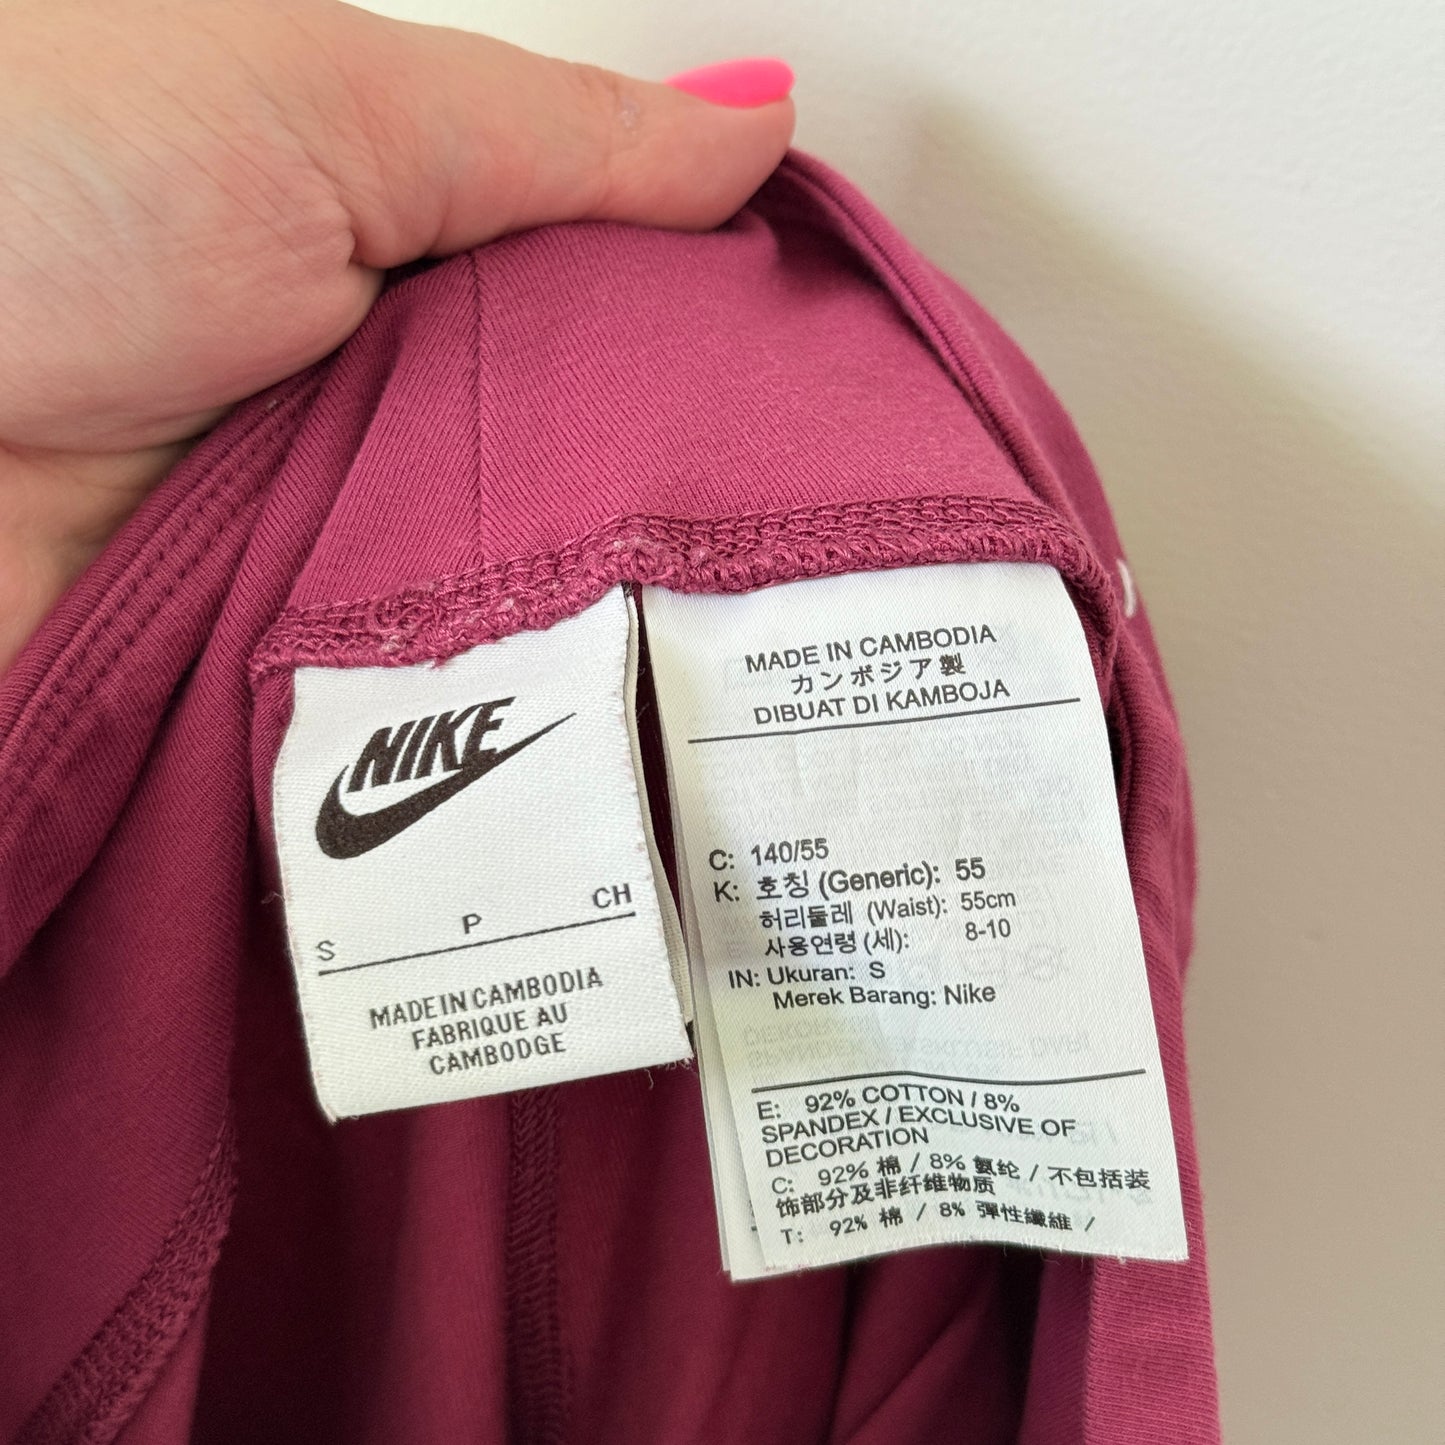 NIKE
S P CH
MADE IN CAMBODIA
FABRIQUE AU
CAMBODGE
MADE IN CAMBODIA
カンボジア製
DIBUAT DI KAMBOJA
C: 140/55
K: 호칭 (Generic): 55
허리둘레 (Waist): 55cm
사용연령 (세): 8-10
IN: Ukuran: S
Merek Barang: Nike
E: 92% COTTON / 8%
SPANDEX / EXCLUSIVE OF
DECORATION
C: 92% 棉 / 8% 氨纶 / 不包括装
饰部分及非纤维物质
T: 92% 棉 / 8% 彈性纖維 /